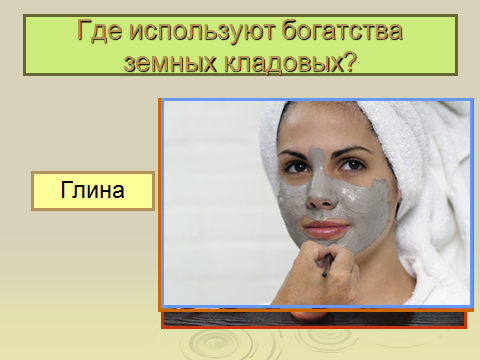 Где используют богатства
земных кладовых?
Глина